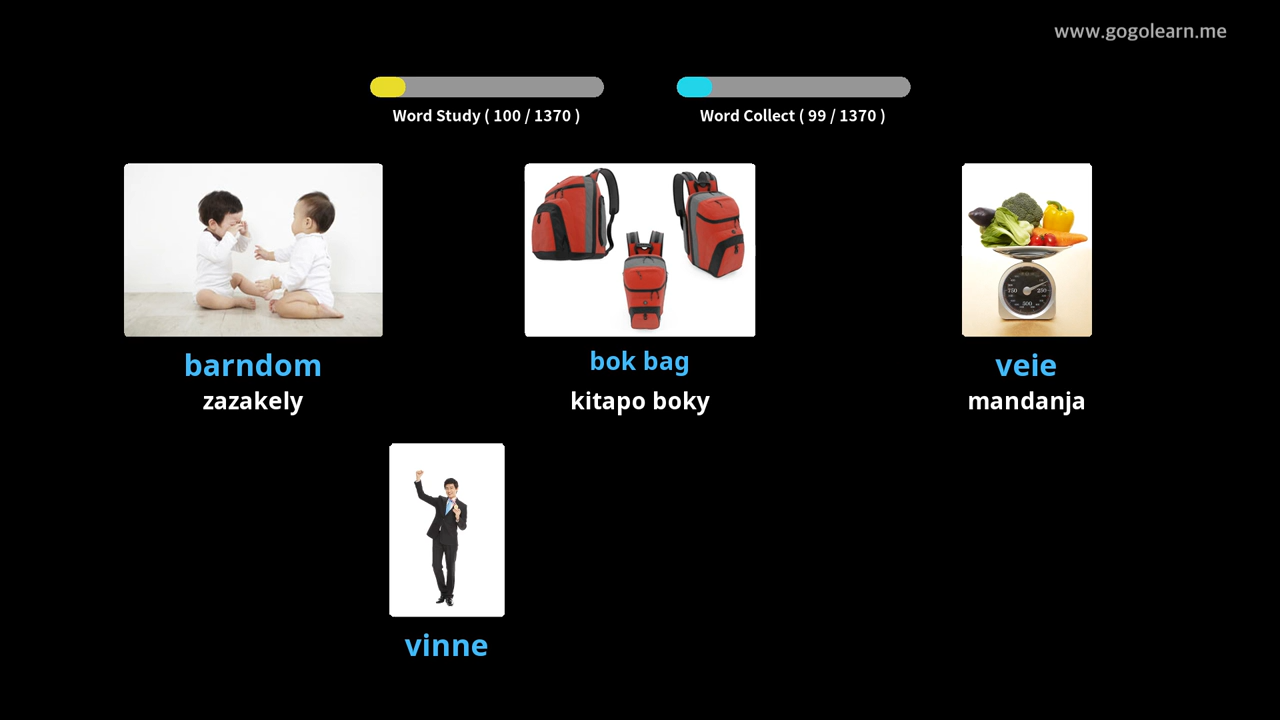 www.gogolearn.me
Word Study ( 100 / 1370 )
Word Collect ( 99 / 1370 )
barndom
zazakely
bok bag
kitapo boky
veie
mandanja
vinne